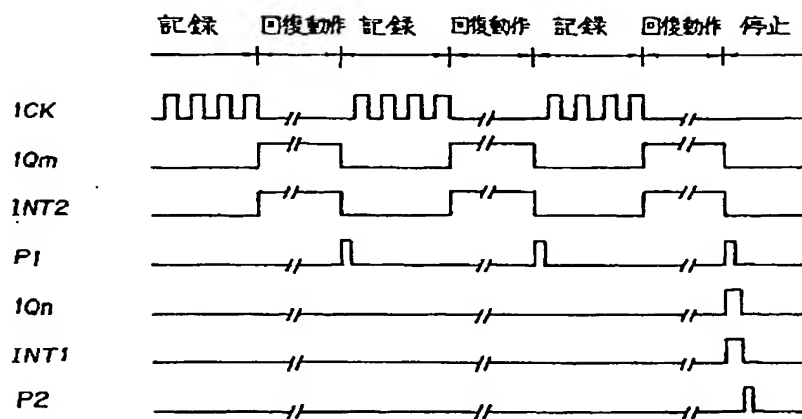 記録 回復動作 記録 回復動作 記録 回復動作 停止
1CK
1Qm
INT2
P1
1Qn
INT1
P2